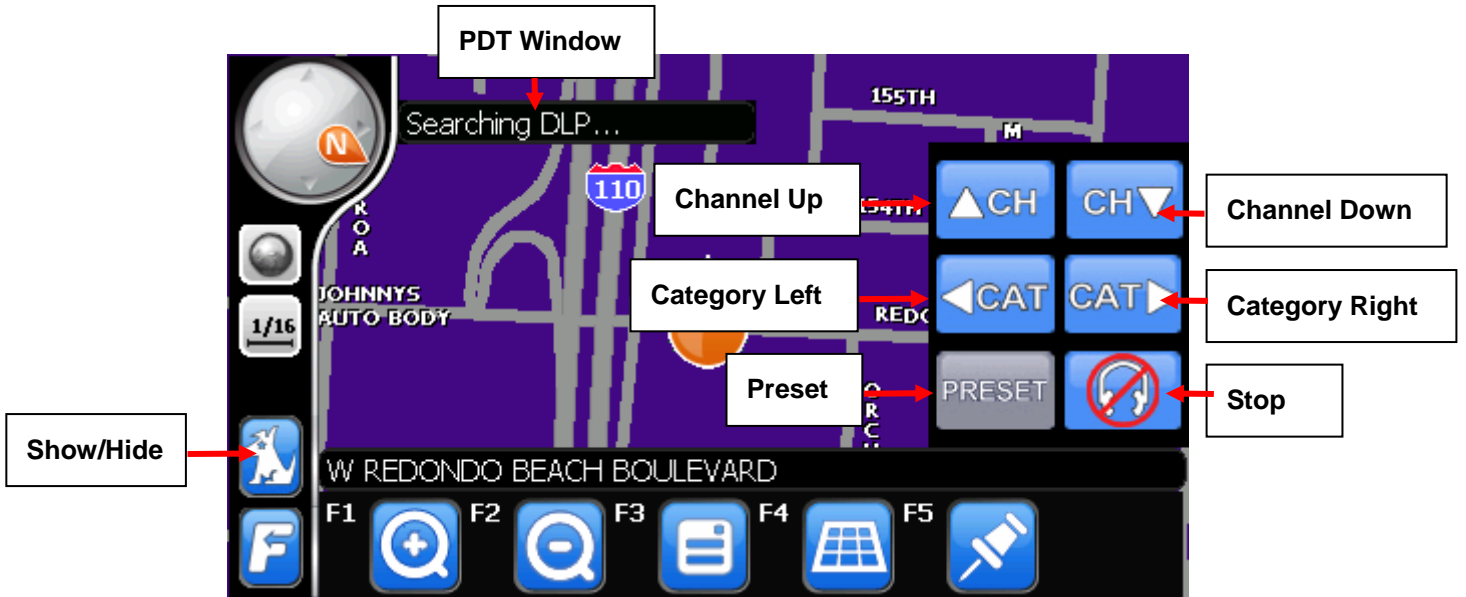 PDT Window
Searching DLP...
155TH
M
N
110
Channel Up
154TH
▲CH
CH▼
Channel Down
R
O
A
JOHNNYS
AUTO BODY
1/16
Category Left
REDO
◀CAT
CAT▶
Category Right
Preset
O
R
C
PRESET
Stop
Show/Hide
W REDONDO BEACH BOULEVARD
F1
F2
F3
F4
F5
F